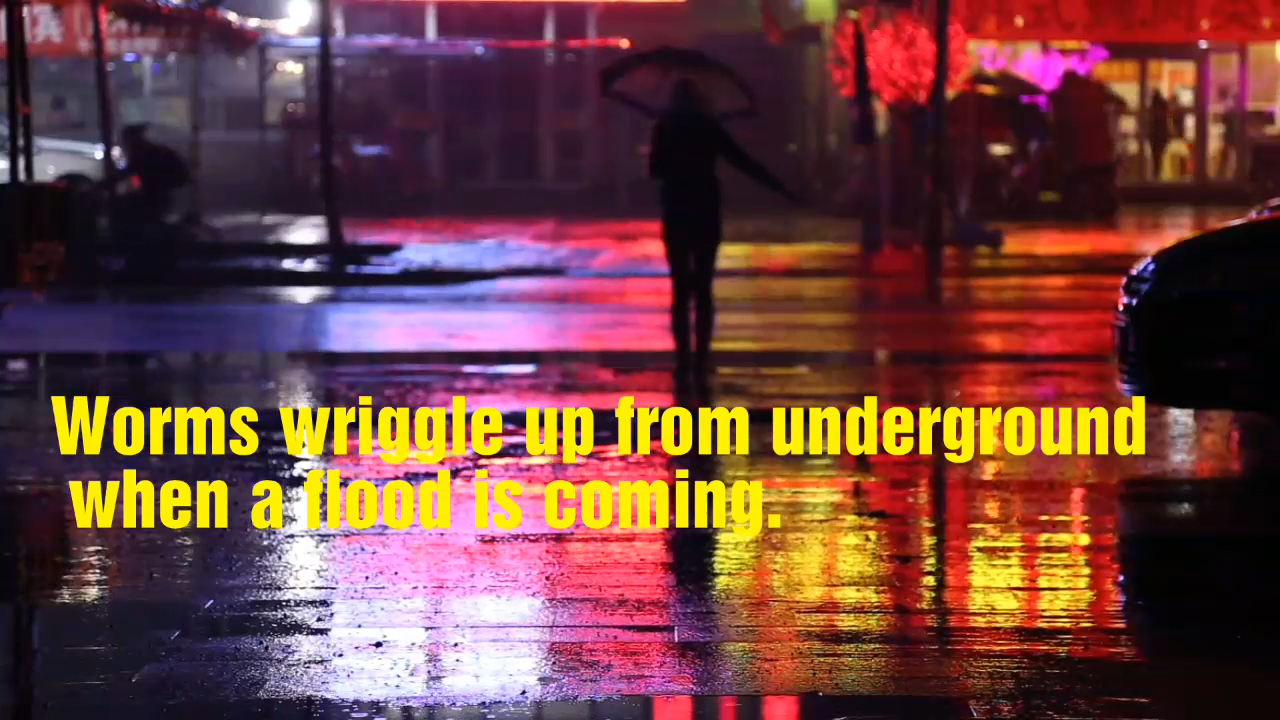 Worms wriggle up from underground
when a flood is coming.